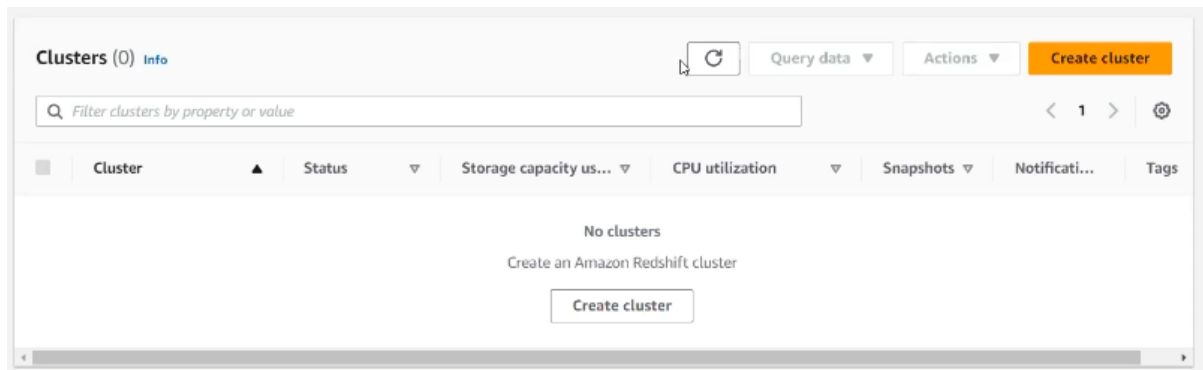 Clusters (0) Info
Query data
Actions
Create cluster
Filter clusters by property or value
1
Cluster Status Storage capacity us... CPU utilization Snapshots Notificati... Tags
No clusters
Create an Amazon Redshift cluster
Create cluster